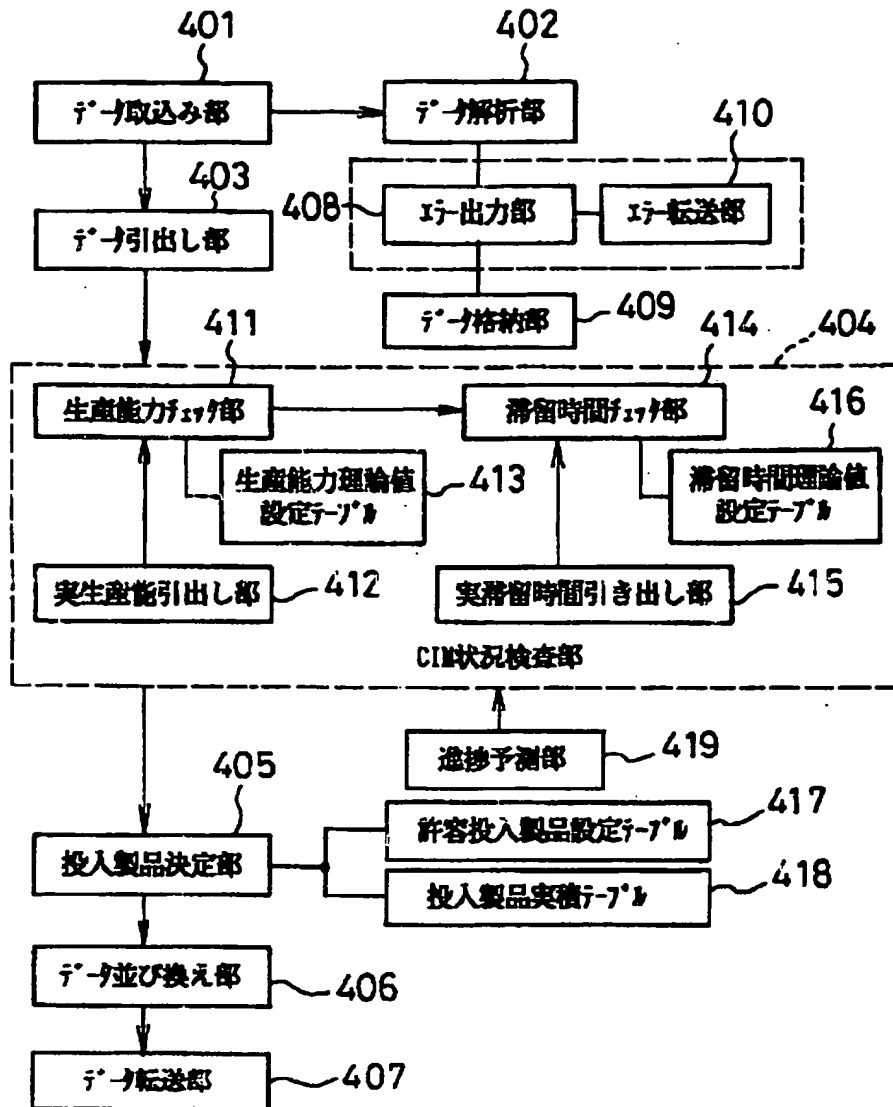 401
402
データ取込み部
データ解析部
410
403
408
エラー出力部
エラー転送部
データ引出し部
データ格納部
409
411
414
404
生産能力チェック部
滞留時間チェック部
416
生産能力理論値
設定テーブル
413
滞留時間理論値
設定テーブル
実生産能引出し部
412
実滞留時間引き出し部
415
CIM状況検査部
進捗予測部
419
405
417
許容投入製品設定テーブル
投入製品決定部
投入製品実積テーブル
418
データ並び換え部
406
データ転送部
407